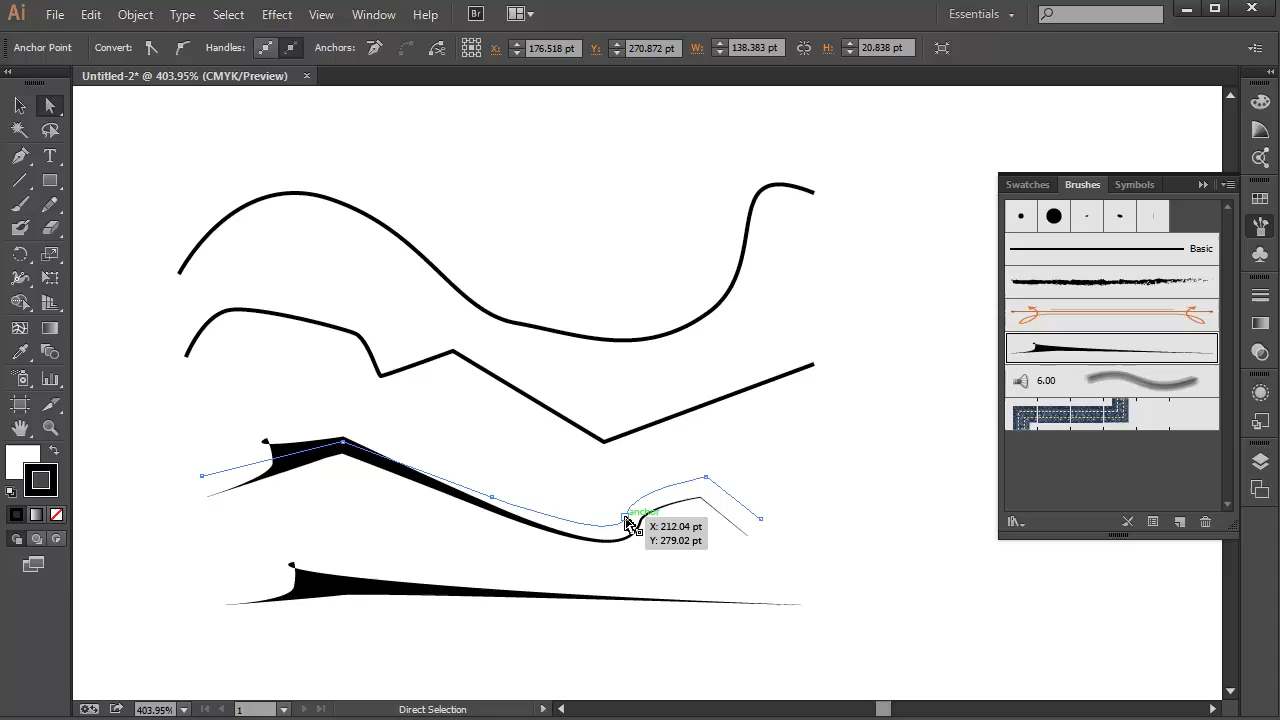 Ai File Edit Object Type Select Effect View Window Help Br Essentials
Anchor Point Convert: Handles: Anchors: X: 176.518 pt Y: 270.872 pt W: 138.383 pt H: 20.838 pt
Untitled-2* @ 403.95% (CMYK/Preview)
Swatches Brushes Symbols
Basic
6.00
anchor
X: 212.04 pt
Y: 279.02 pt
403.95% 1 Direct Selection